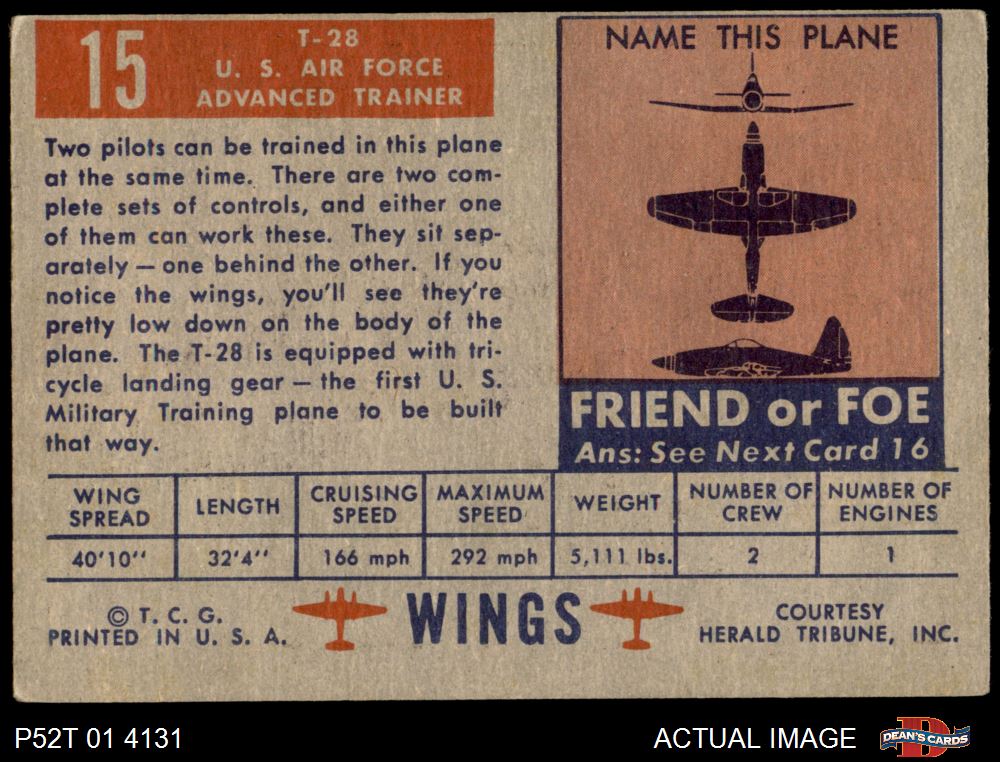 15
T-28
U. S. AIR FORCE
ADVANCED TRAINER
Two pilots can be trained in this plane
at the same time. There are two com-
plete sets of controls, and either one
of them can work these. They sit sep-
arately — one behind the other. If you
notice the wings, you'll see they're
pretty low down on the body of the
plane. The T-28 is equipped with tri-
cycle landing gear — the first U. S.
Military Training plane to be built
that way.
NAME THIS PLANE
FRIEND or FOE
Ans: See Next Card 16
WING SPREAD LENGTH CRUISING SPEED MAXIMUM SPEED WEIGHT NUMBER OF CREW NUMBER OF ENGINES
40'10" 32'4" 166 mph 292 mph 5,111 lbs. 2 1
© T. C. G.
PRINTED IN U. S. A.
WINGS
COURTESY
HERALD TRIBUNE, INC.
P52T 01 4131
ACTUAL IMAGE
D
DEAN'S CARDS